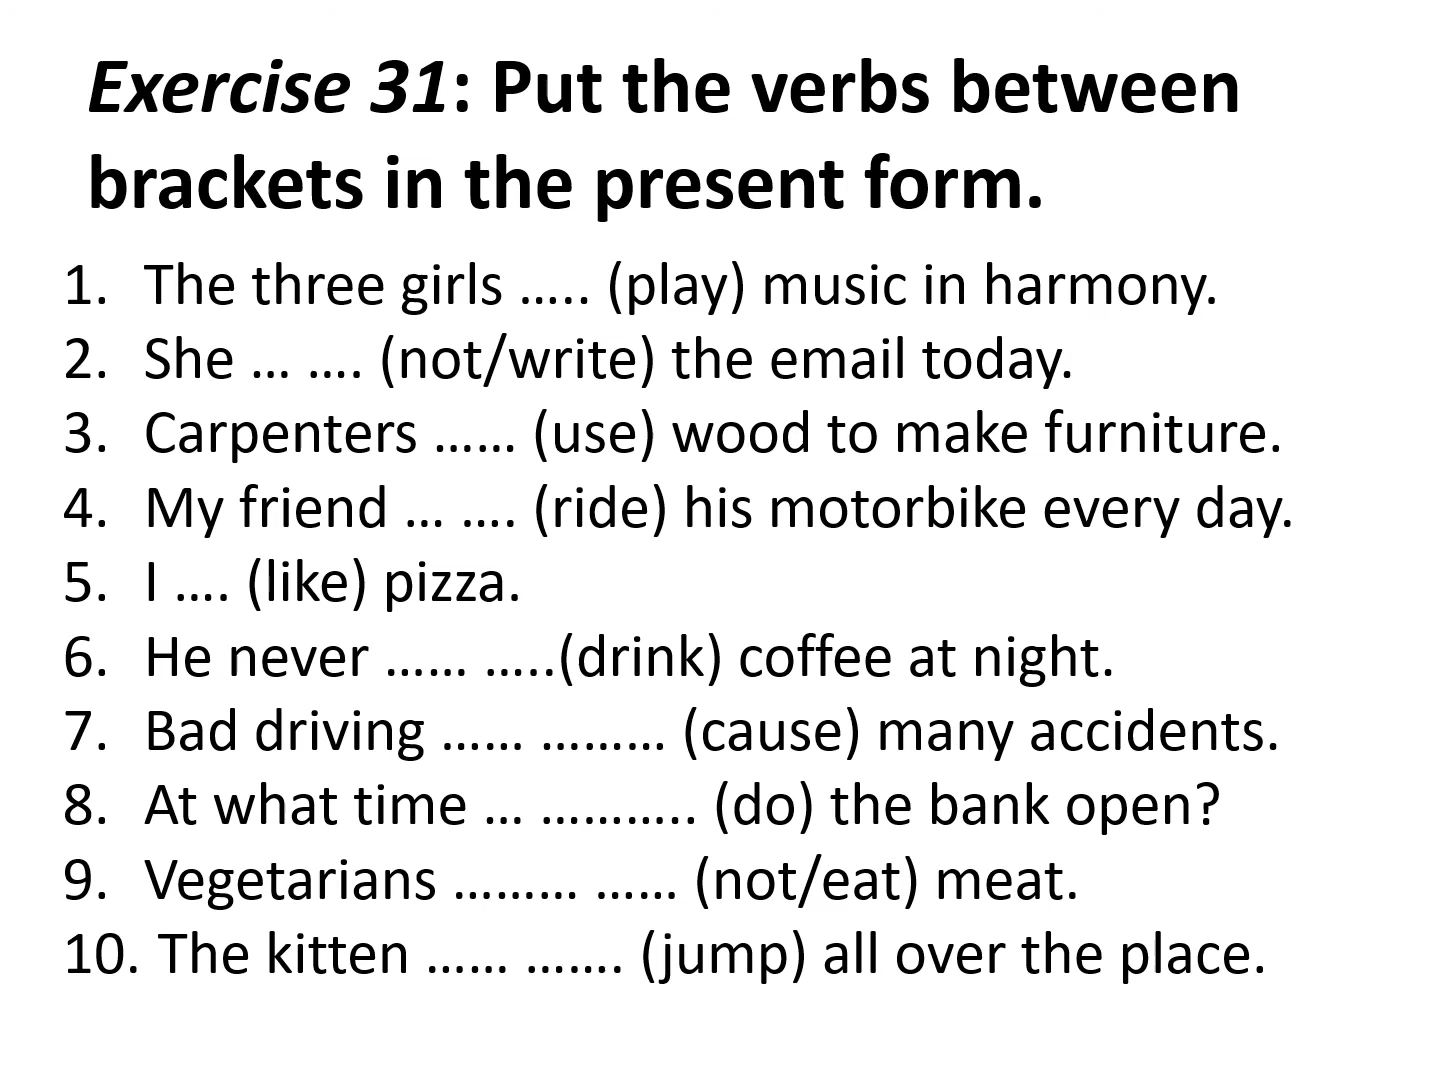 Exercise 31: Put the verbs between
brackets in the present form.
1. The three girls ….. (play) music in harmony.
2. She … …. (not/write) the email today.
3. Carpenters …… (use) wood to make furniture.
4. My friend … …. (ride) his motorbike every day.
5. I …. (like) pizza.
6. He never …… …..(drink) coffee at night.
7. Bad driving …… ……… (cause) many accidents.
8. At what time … ……….. (do) the bank open?
9. Vegetarians ……… …… (not/eat) meat.
10. The kitten …… ……. (jump) all over the place.